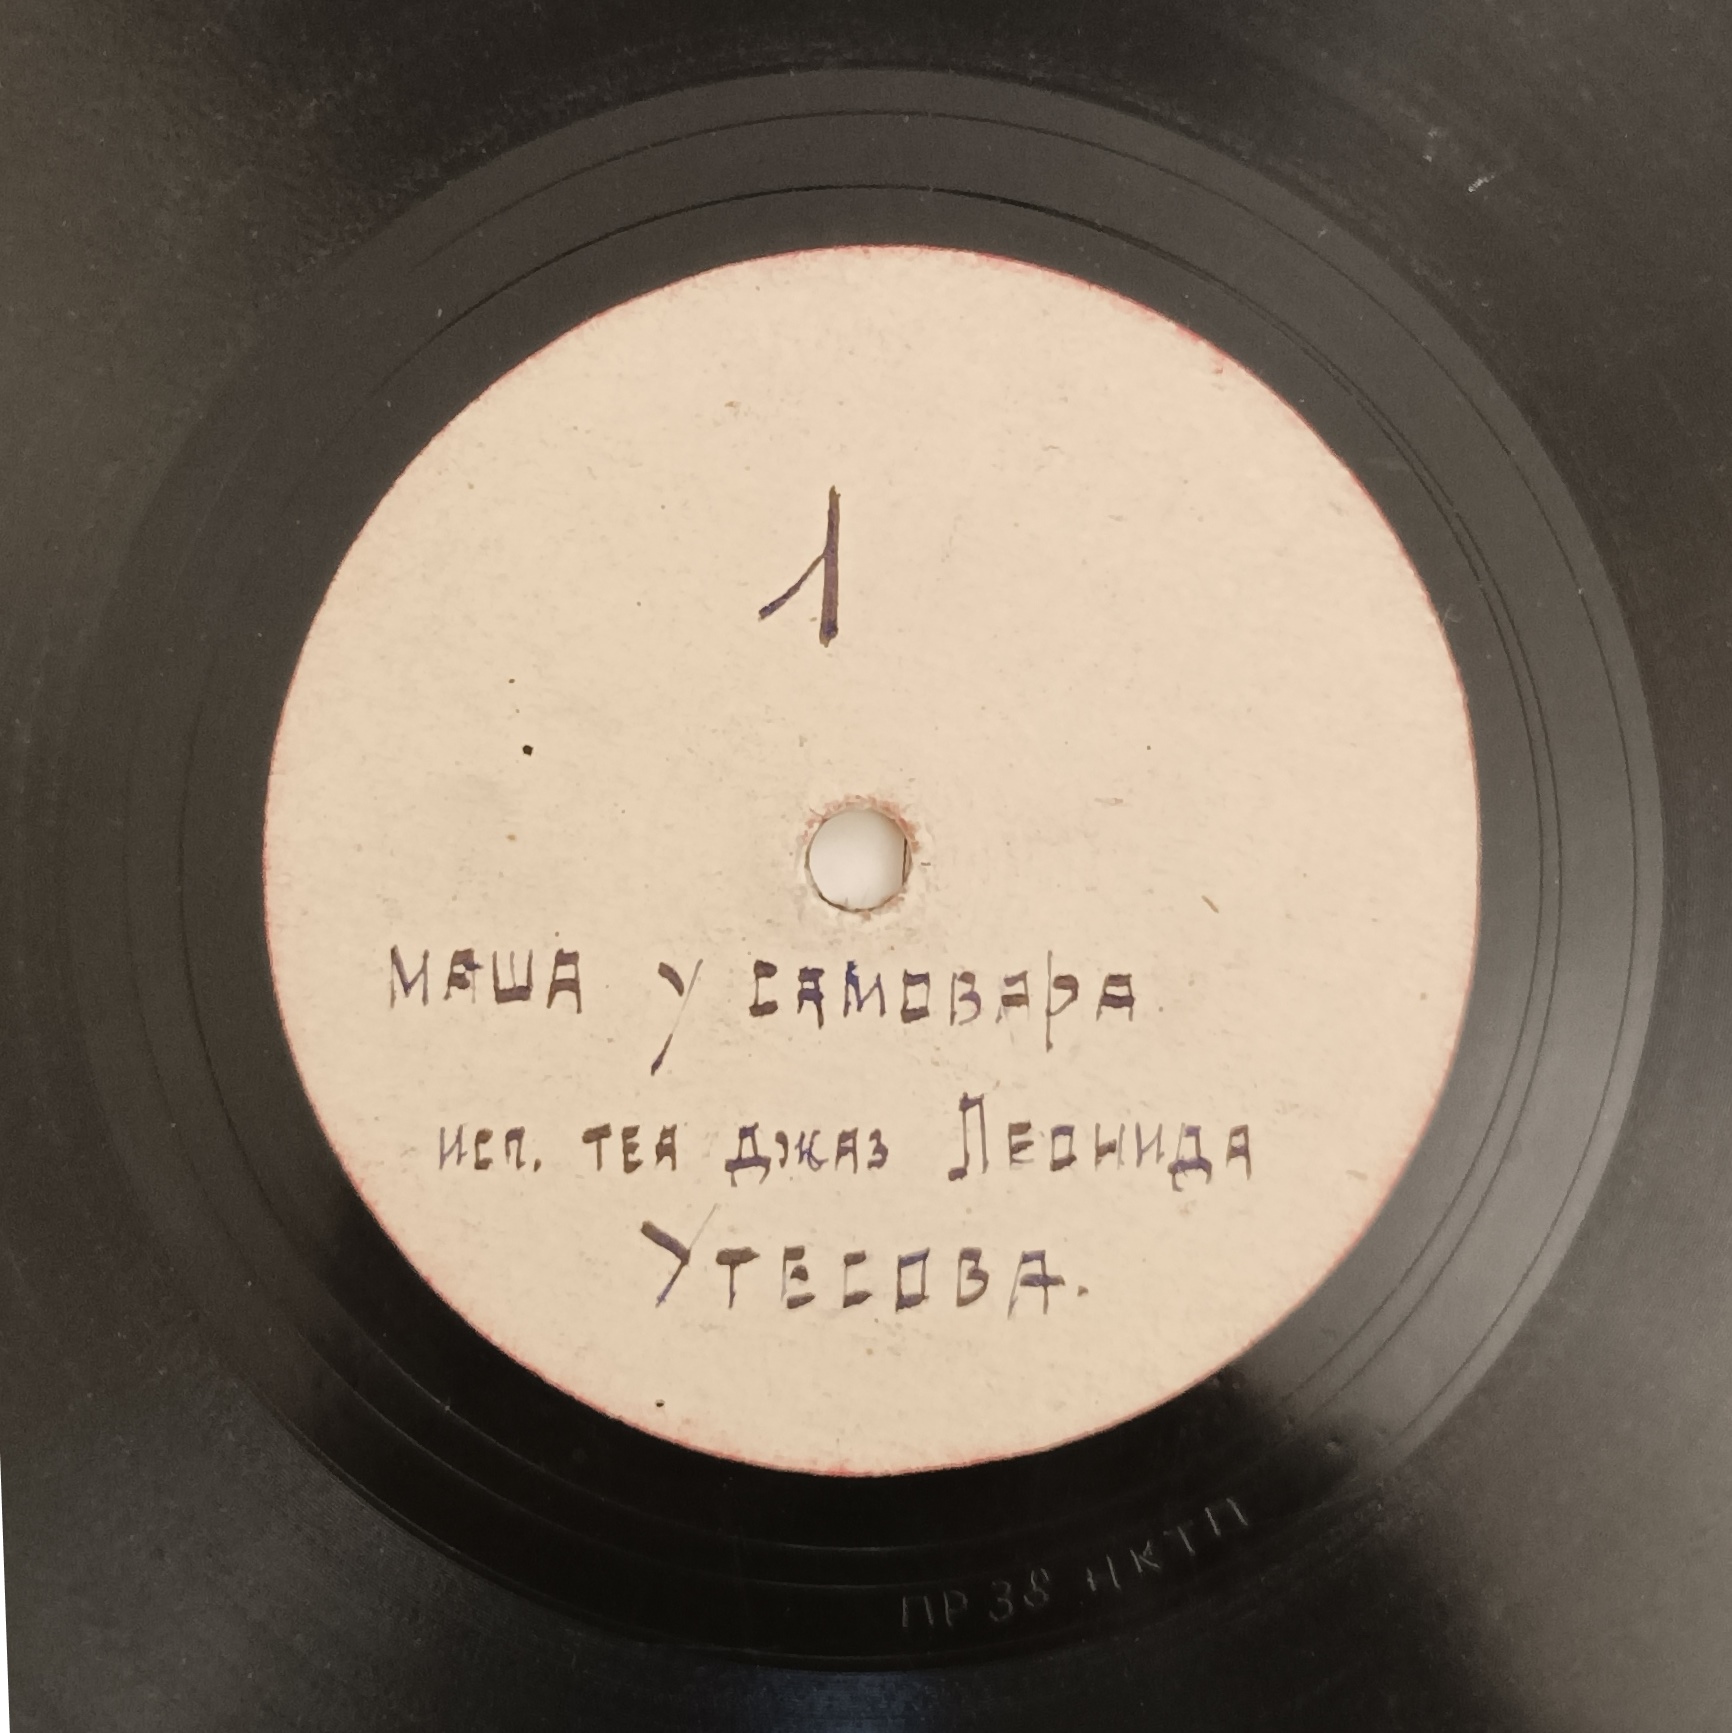 1
маша у самовара
исп. теа джаз Леонида
Утесова.
ПР 38 НКТП